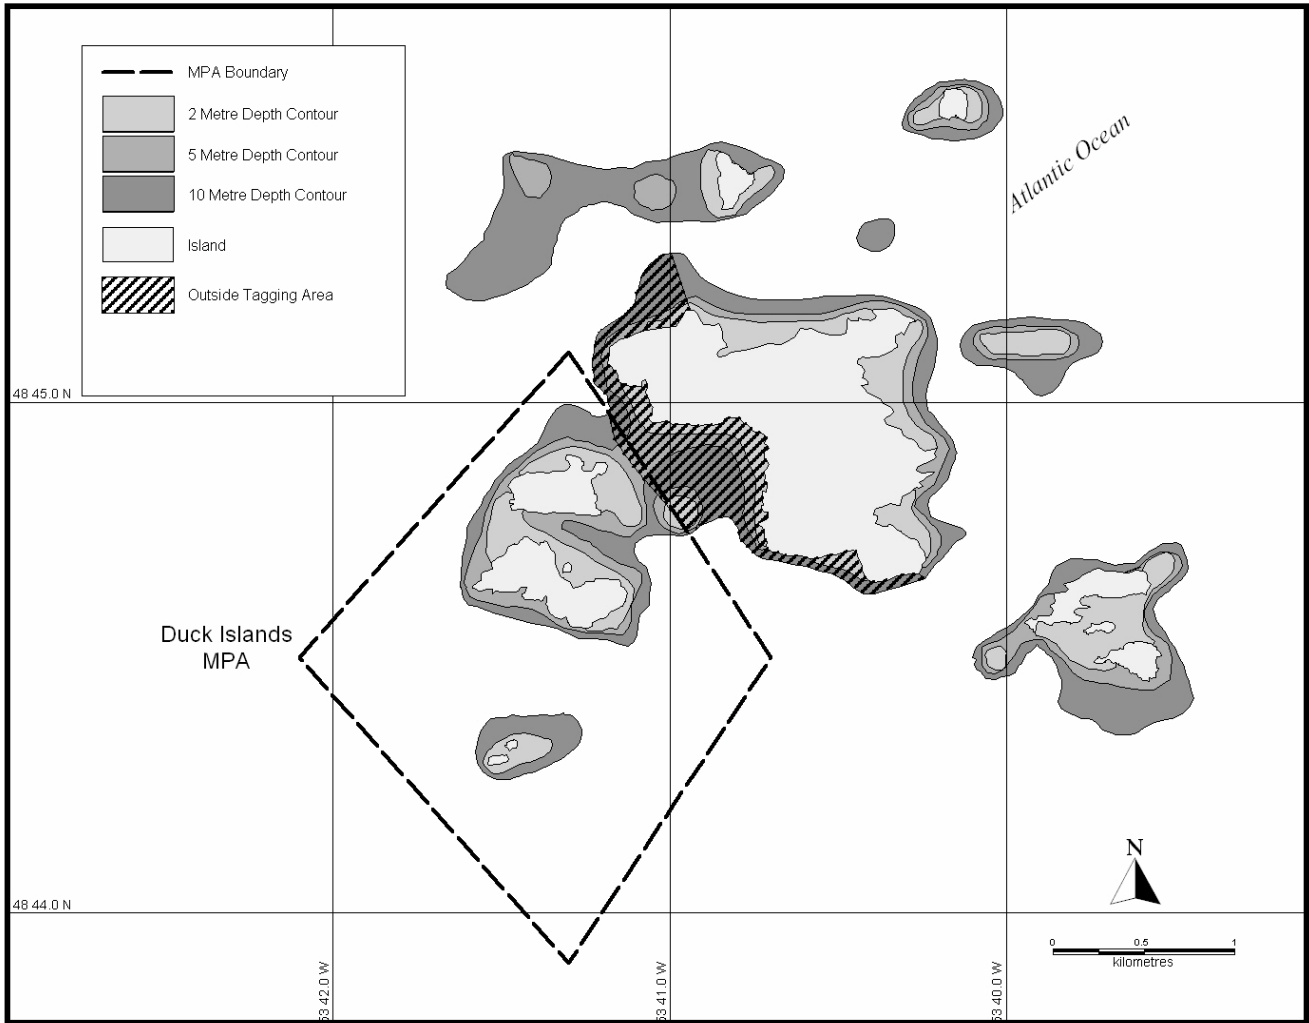 MPA Boundary
2 Metre Depth Contour
5 Metre Depth Contour
10 Metre Depth Contour
Island
Outside Tagging Area
Atlantic Ocean
48 45.0 N
Duck Islands
MPA
48 44.0 N
N
0 0.5 1
kilometres
53 42.0 W
53 41.0 W
53 40.0 W